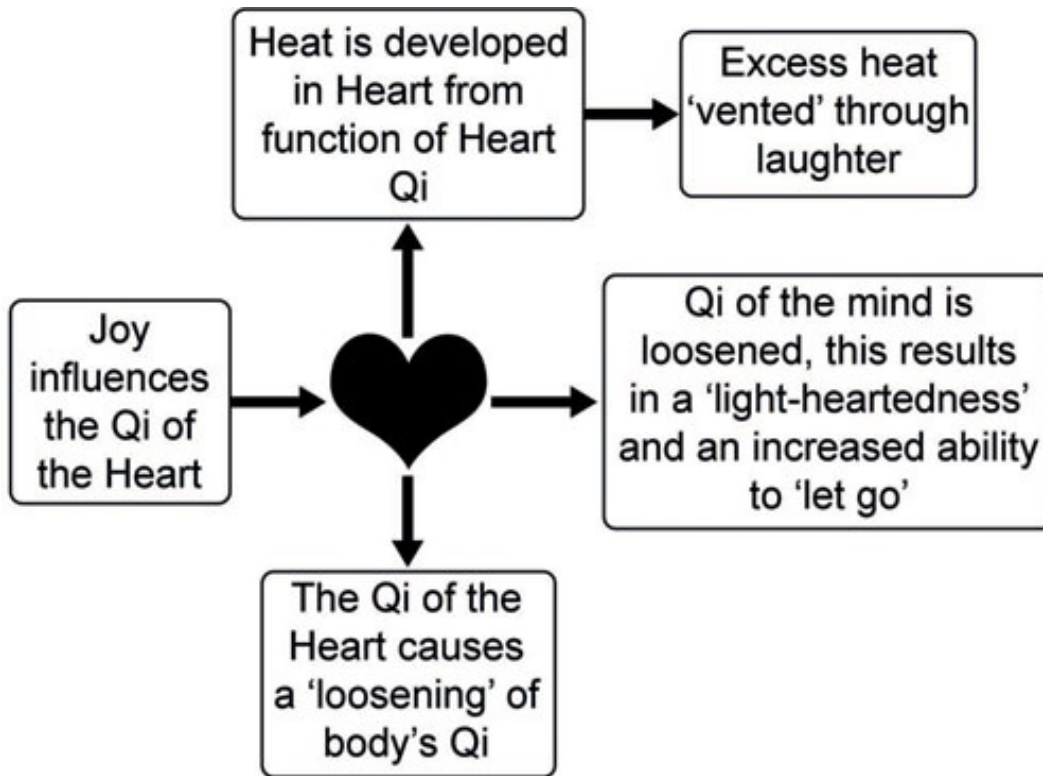 Heat is developed
in Heart from
function of Heart
Qi
Excess heat
‘vented’ through
laughter
Joy
influences
the Qi of
the Heart
Qi of the mind is
loosened, this results
in a ‘light-heartedness’
and an increased ability
to ‘let go’
The Qi of the
Heart causes
a ‘loosening’ of
body’s Qi